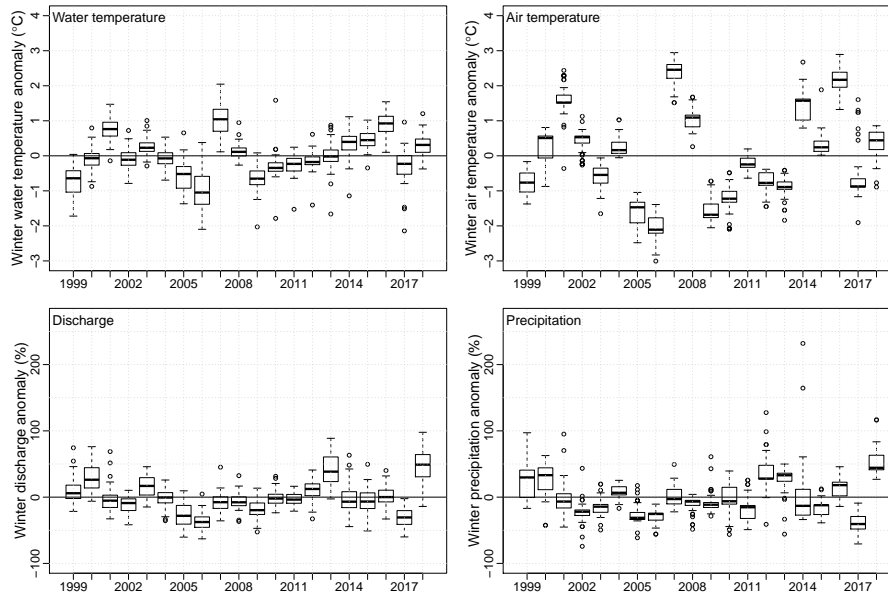 Water temperature
Winter water temperature anomaly (°C)
4
3
2
1
0
−1
−2
−3
1999 2002 2005 2008 2011 2014 2017
Air temperature
Winter air temperature anomaly (°C)
4
3
2
1
0
−1
−2
−3
1999 2002 2005 2008 2011 2014 2017
Discharge
Winter discharge anomaly (%)
200
100
0
−100
1999 2002 2005 2008 2011 2014 2017
Precipitation
Winter precipitation anomaly (%)
200
100
0
−100
1999 2002 2005 2008 2011 2014 2017